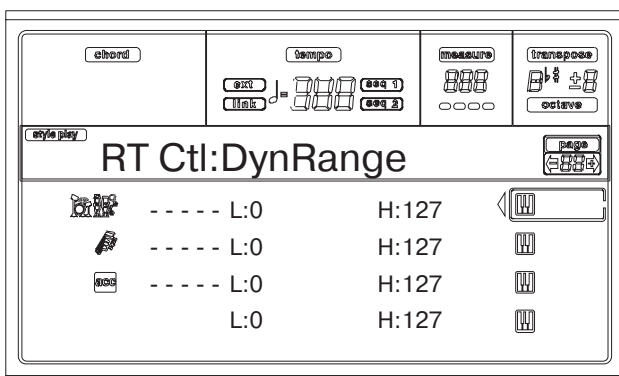 chord tempo measure transpose
ext seq 1
link seq 2
octave
style play
page
RT Ctl:DynRange
- - - - - L:0 H:127
- - - - - L:0 H:127
acc - - - - - L:0 H:127
L:0 H:127